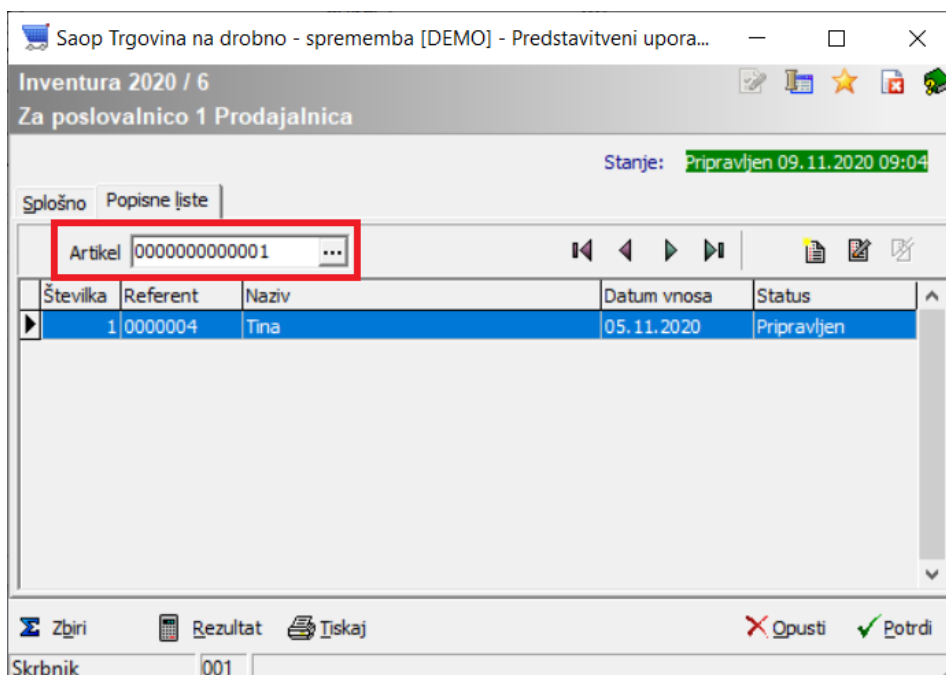 Saop Trgovina na drobno - sprememba [DEMO] - Predstavitveni upora...
Inventura 2020 / 6
Za poslovalnico 1 Prodajalnica
Stanje: Pripravljen 09.11.2020 09:04
Splošno Popisne liste
Artikel 0000000000001 ...
Številka Referent Naziv Datum vnosa Status
1 0000004 Tina 05.11.2020 Pripravljen
Zbiri Rezultat Tiskaj Opusti Potrdi
Skrbnik 001